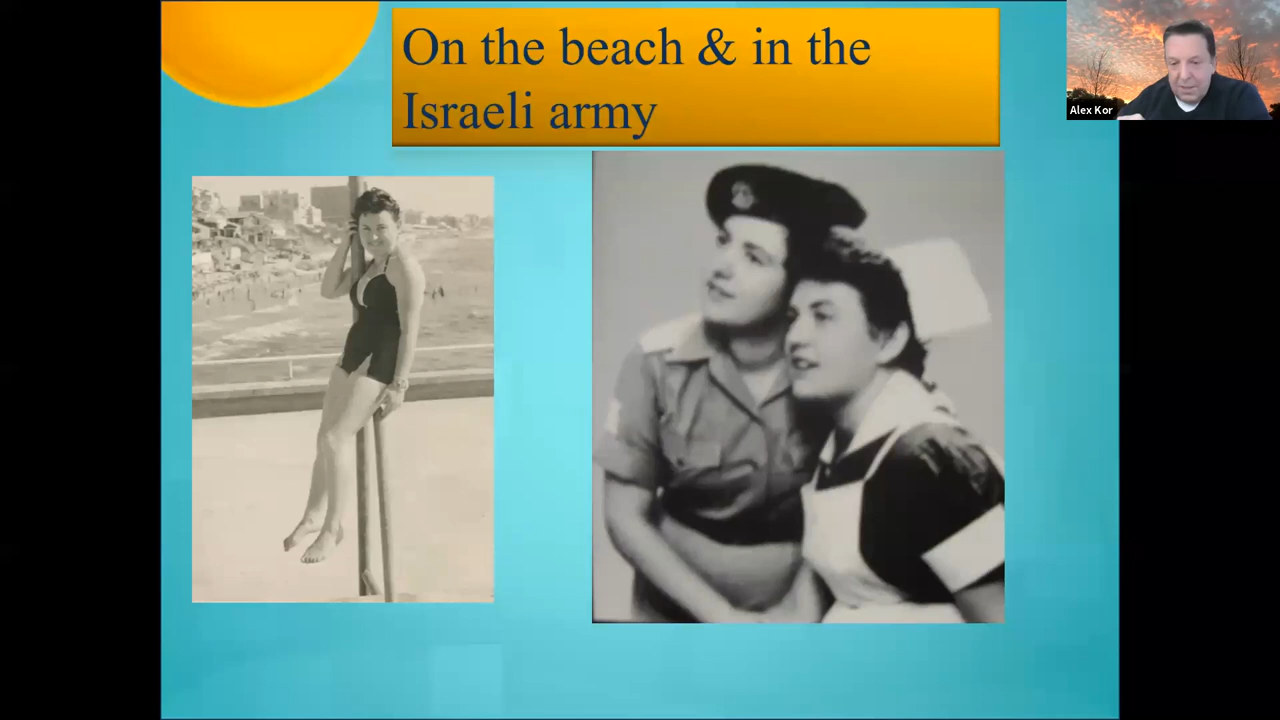 On the beach & in the
Israeli army
Alex Kor